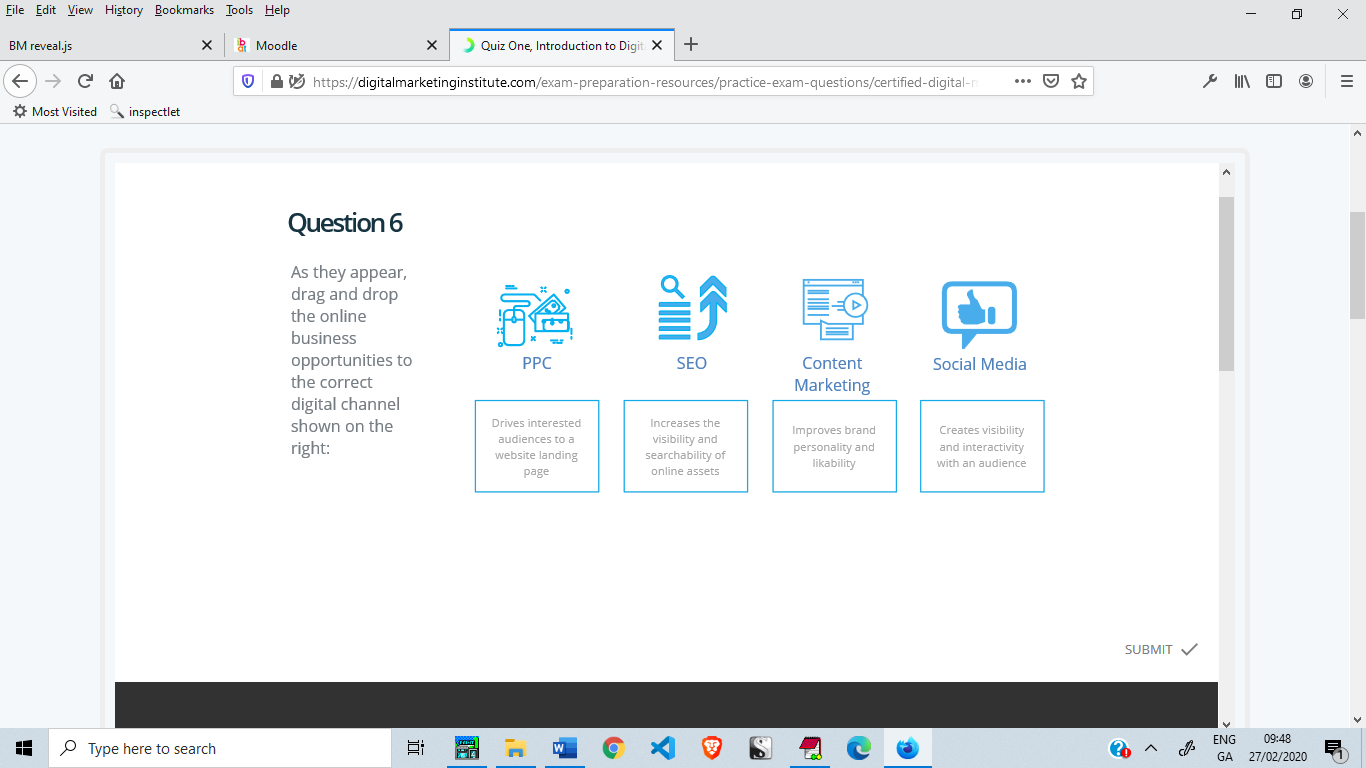 File Edit View History Bookmarks Tools Help
BM reveal.js
Moodle
Quiz One, Introduction to Digit
https://digitalmarketinginstitute.com/exam-preparation-resources/practice-exam-questions/certified-digital-m
Most Visited inspectlet
Question 6
As they appear,
drag and drop
the online
business
opportunities to
the correct
digital channel
shown on the
right:
PPC
SEO
Content
Marketing
Social Media
Drives interested
audiences to a
website landing
page
Increases the
visibility and
searchability of
online assets
Improves brand
personality and
likability
Creates visibility
and interactivity
with an audience
SUBMIT
Type here to search
ENG
GA
09:48
27/02/2020
1